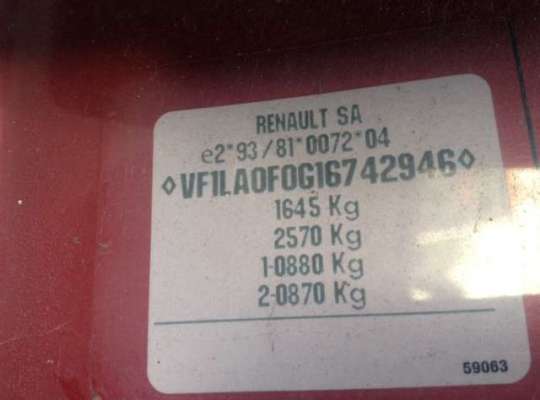 RENAULT SA
e2*93/81*0072*04
◊VF1LA0F0G16742946◊
1645 Kg
2570 Kg
1-0880 Kg
2-0870 Kg
59063